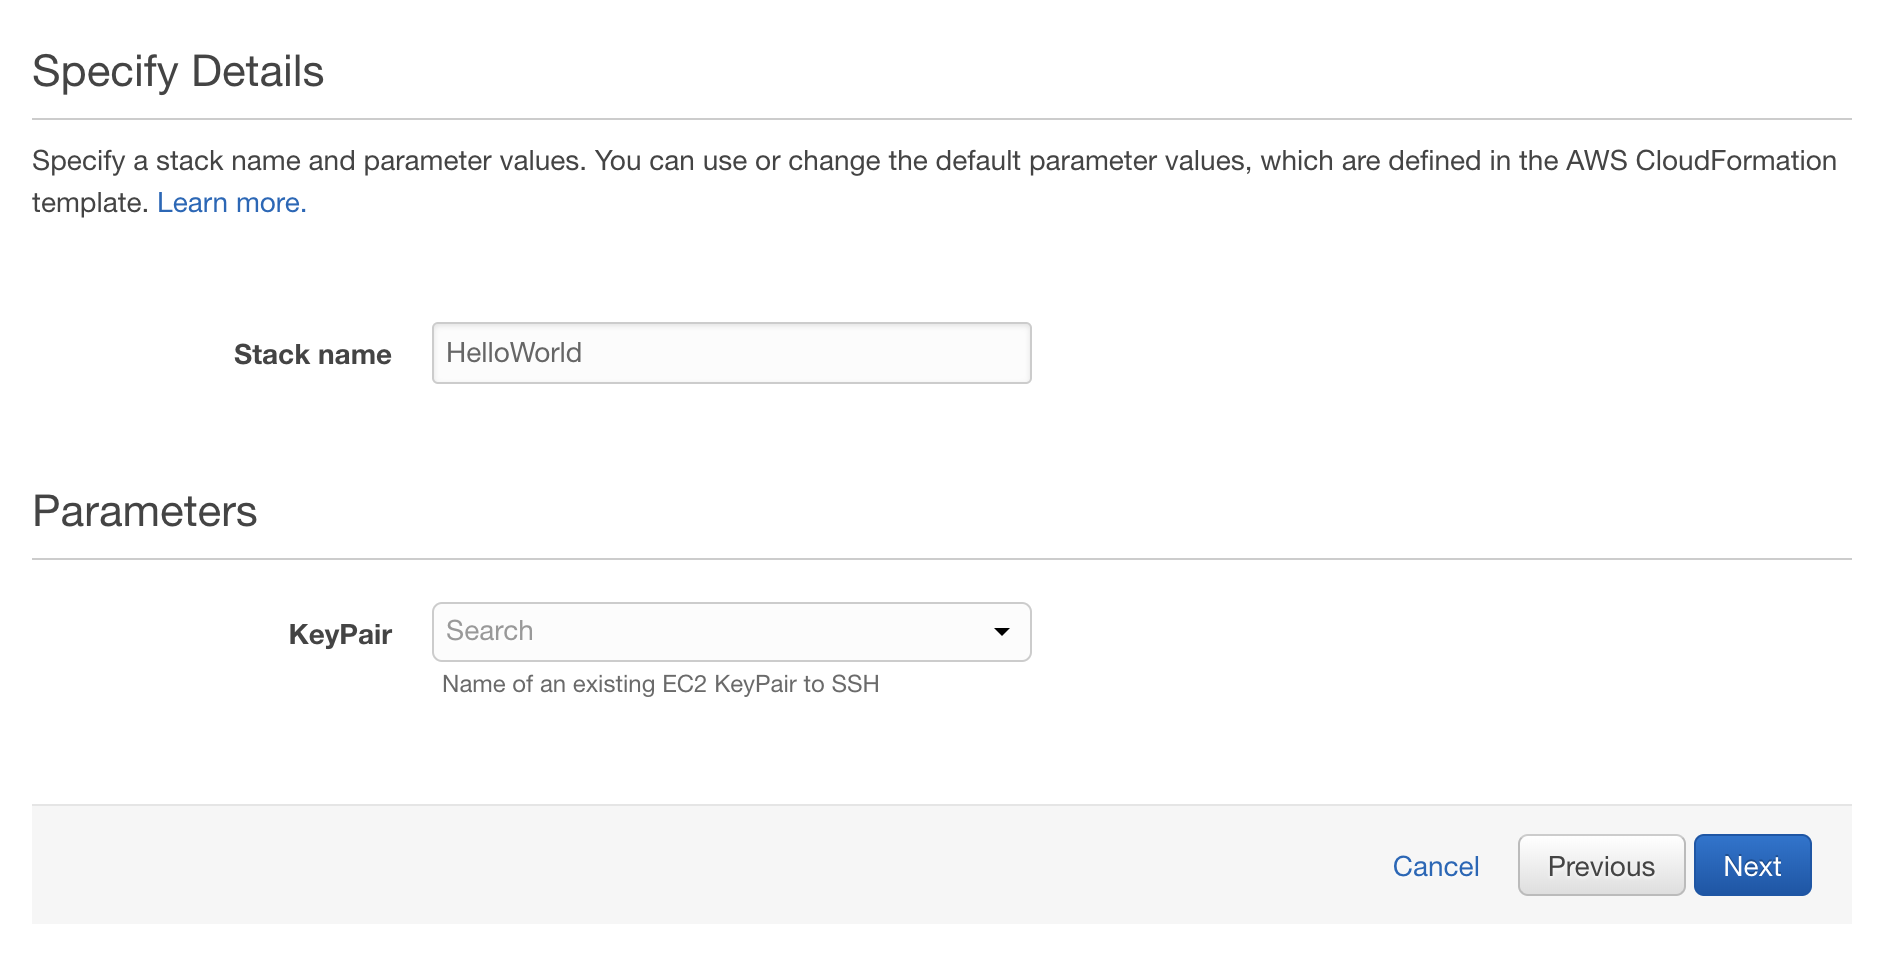 Specify Details
Specify a stack name and parameter values. You can use or change the default parameter values, which are defined in the AWS CloudFormation
template. Learn more.
Stack name HelloWorld
Parameters
KeyPair Search
Name of an existing EC2 KeyPair to SSH
Cancel Previous Next